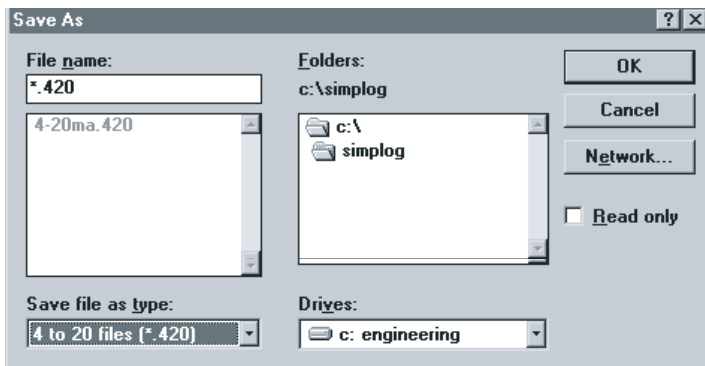 Save As
File name:
*.420
4-20ma.420
Save file as type:
4 to 20 files (*.420)
Folders:
c:\simplog
c:\
simplog
Drives:
c: engineering
OK
Cancel
Network...
Read only